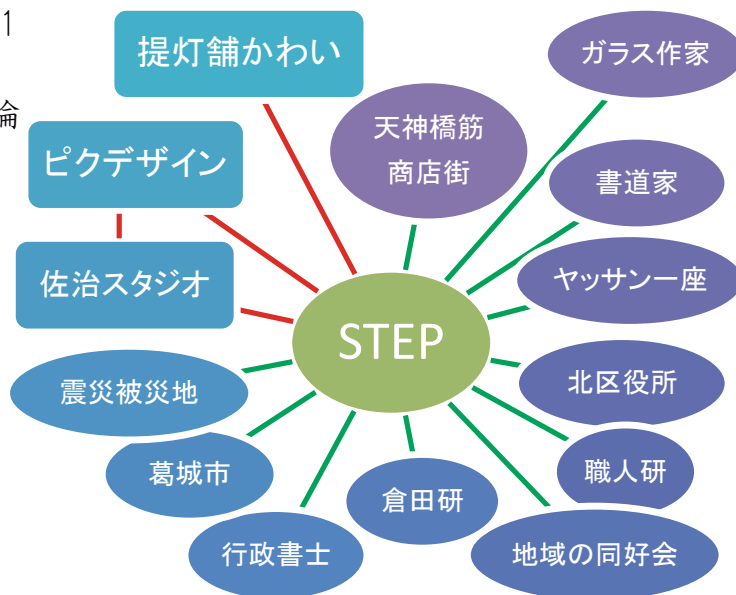 1
提灯舗かわい
ガラス作家
天神橋筋
商店街
ピクデザイン
書道家
佐治スタジオ
ヤッサン一座
STEP
震災被災地
北区役所
葛城市
職人研
倉田研
行政書士
地域の同好会